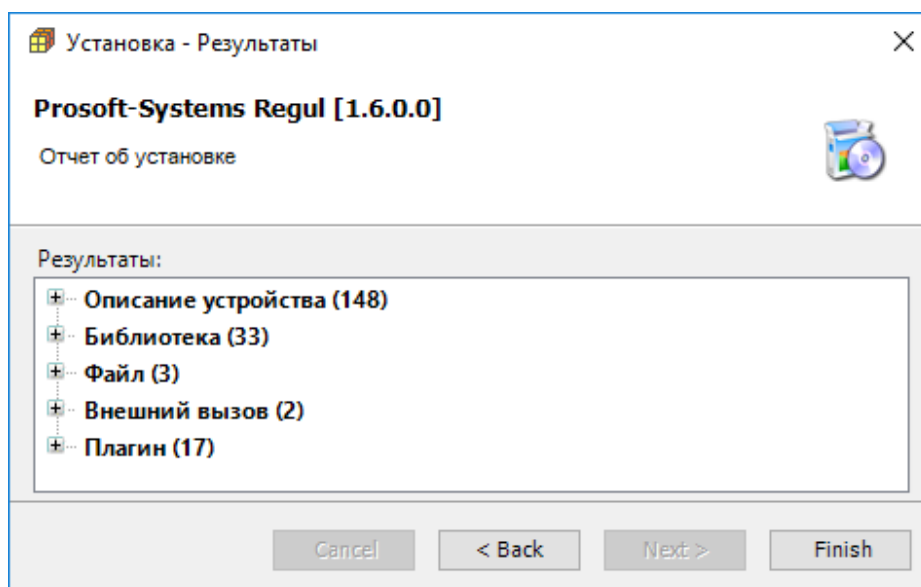 Установка - Результаты
Prosoft-Systems Regul [1.6.0.0]
Отчет об установке
Результаты:
Описание устройства (148)
Библиотека (33)
Файл (3)
Внешний вызов (2)
Плагин (17)
Cancel < Back Next > Finish